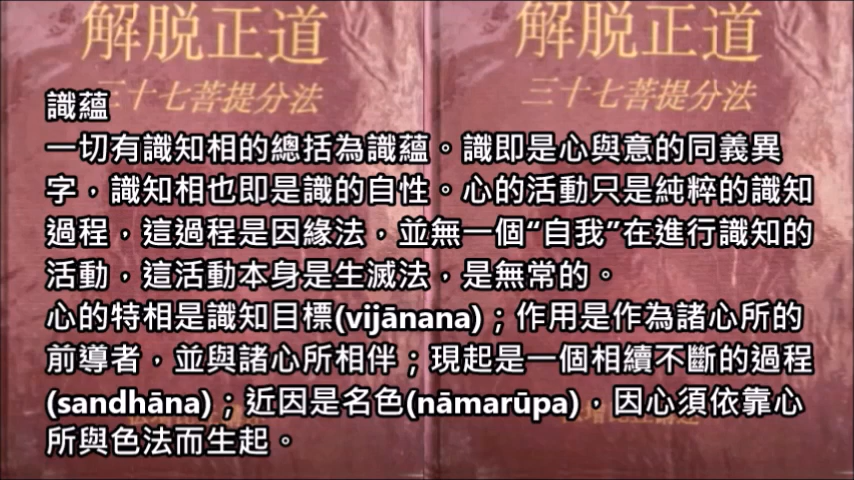 解脫正道
解脫正道
三十七菩提分法
三十七菩提分法
識蘊
一切有識知相的總括為識蘊。識即是心與意的同義異
字，識知相也即是識的自性。心的活動只是純粹的識知
過程，這過程是因緣法，並無一個“自我”在進行識知的
活動，這活動本身是生滅法，是無常的。
心的特相是識知目標(vijānana)；作用是作為諸心所的
前導者，並與諸心所相伴；現起是一個相續不斷的過程
(sandhāna)；近因是名色(nāmarūpa)，因心須依靠心
所與色法而生起。